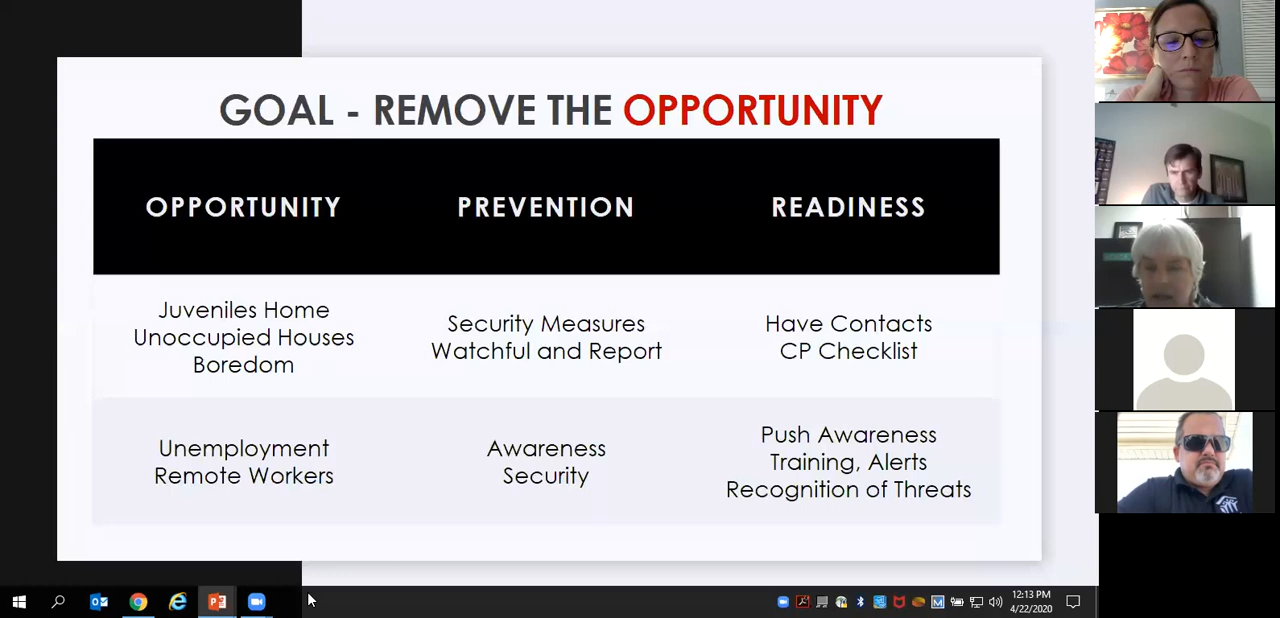 GOAL - REMOVE THE OPPORTUNITY
OPPORTUNITY
PREVENTION
READINESS
Juveniles Home
Unoccupied Houses
Boredom
Security Measures
Watchful and Report
Have Contacts
CP Checklist
Unemployment
Remote Workers
Awareness
Security
Push Awareness
Training, Alerts
Recognition of Threats
12:13 PM
4/22/2020